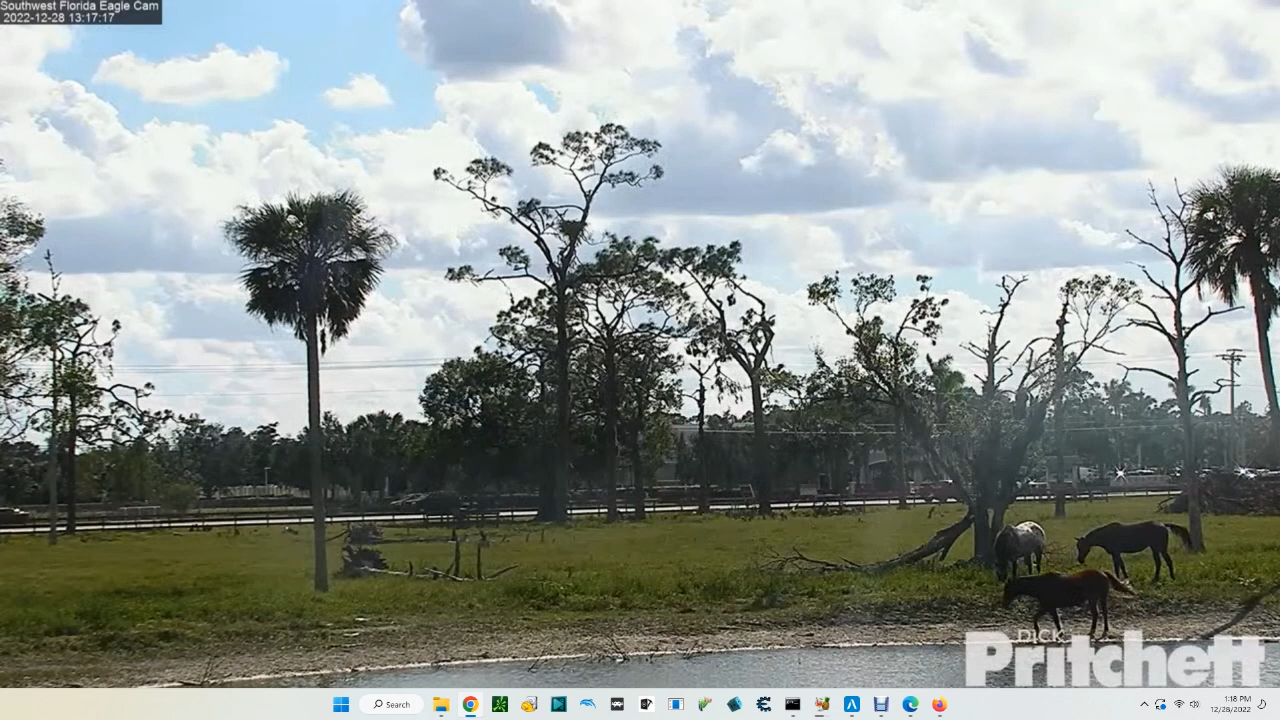 Southwest Florida Eagle Cam
2022-12-28 13:17:17
DICK
Pritchett
Search
1:18 PM
12/28/2022